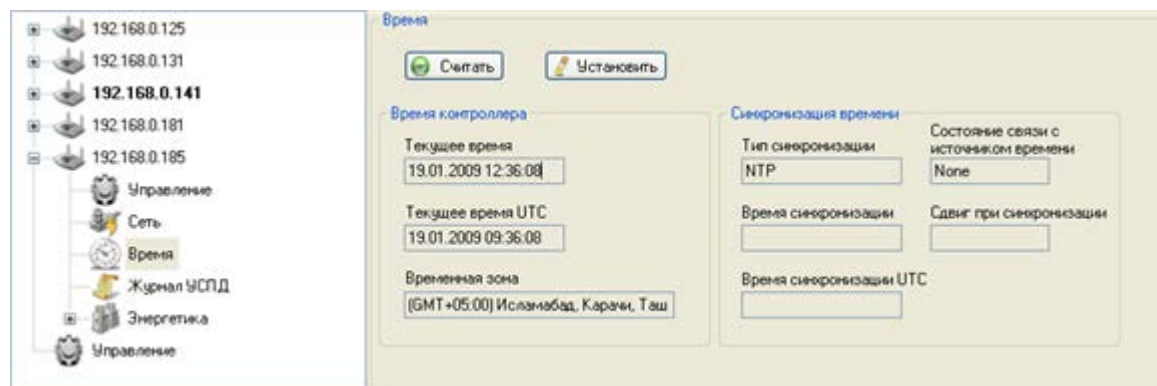 192.168.0.125
192.168.0.131
192.168.0.141
192.168.0.181
192.168.0.185
Управление
Сеть
Время
Журнал УСПД
Энергетика
Управление
Время
Считать
Установить
Время контроллера
Текущее время
19.01.2009 12:36:08
Текущее время UTC
19.01.2009 09:36:08
Временная зона
(GMT+05:00) Исламабад, Карачи, Таш
Синхронизация времени
Тип синхронизации
NTP
Состояние связи с
источником времени
None
Время синхронизации
Сдвиг при синхронизации
Время синхронизации UTC